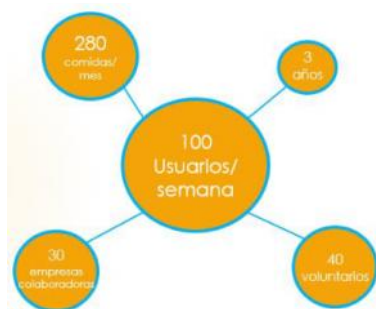 280
comidas/
mes
3
años
100
Usuarios/
semana
30
empresas
colaboradoras
40
voluntarios